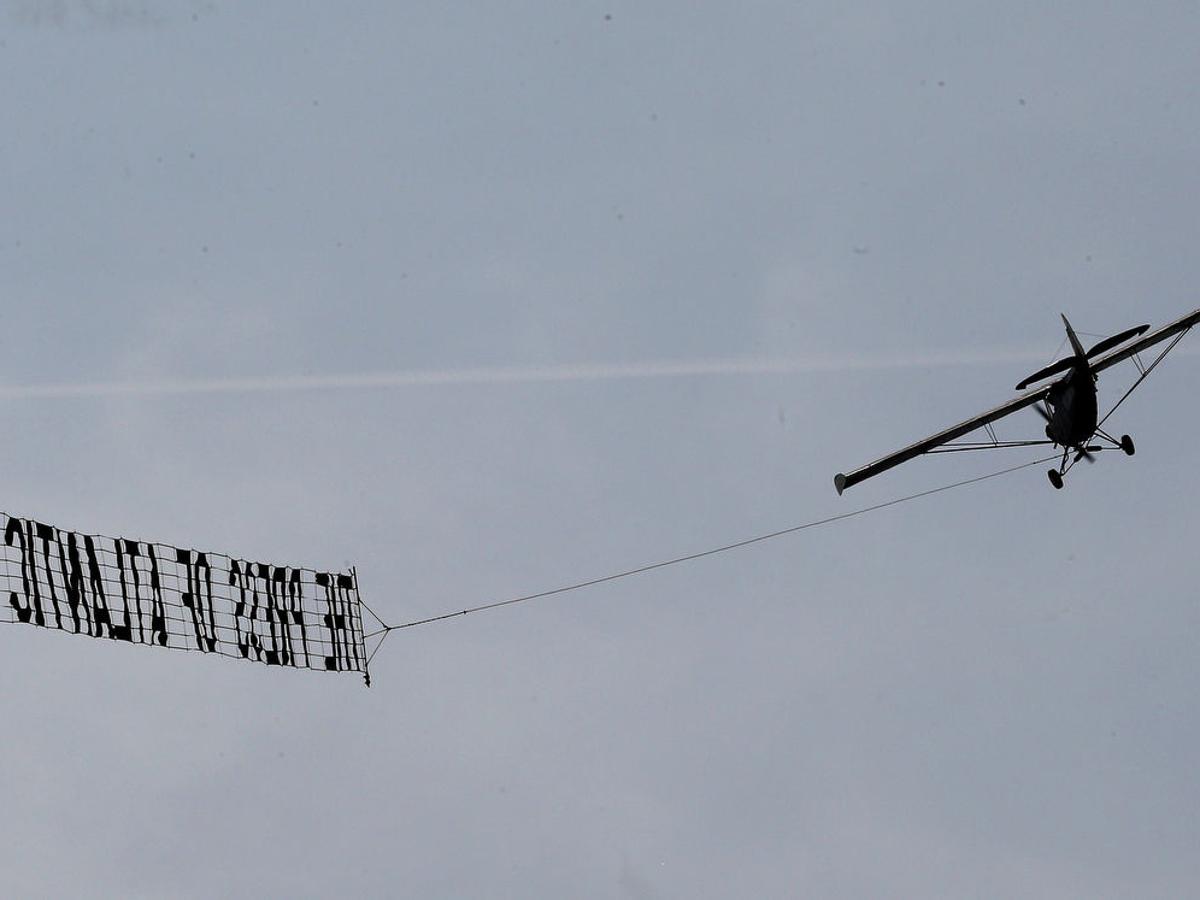 THE PRESS OF ATLANTIC